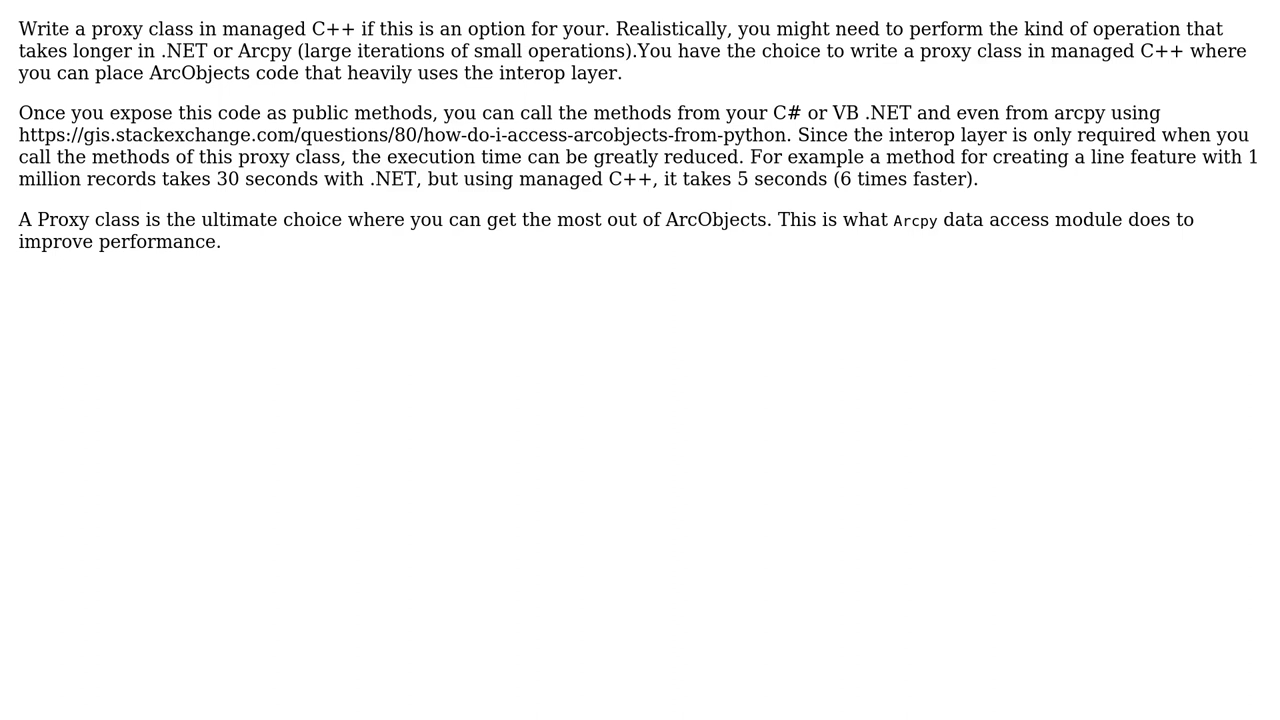 Write a proxy class in managed C++ if this is an option for your. Realistically, you might need to perform the kind of operation that
takes longer in .NET or Arcpy (large iterations of small operations).You have the choice to write a proxy class in managed C++ where
you can place ArcObjects code that heavily uses the interop layer.
Once you expose this code as public methods, you can call the methods from your C# or VB .NET and even from arcpy using
https://gis.stackexchange.com/questions/80/how-do-i-access-arcobjects-from-python. Since the interop layer is only required when you
call the methods of this proxy class, the execution time can be greatly reduced. For example a method for creating a line feature with 1
million records takes 30 seconds with .NET, but using managed C++, it takes 5 seconds (6 times faster).
A Proxy class is the ultimate choice where you can get the most out of ArcObjects. This is what Arcpy data access module does to
improve performance.